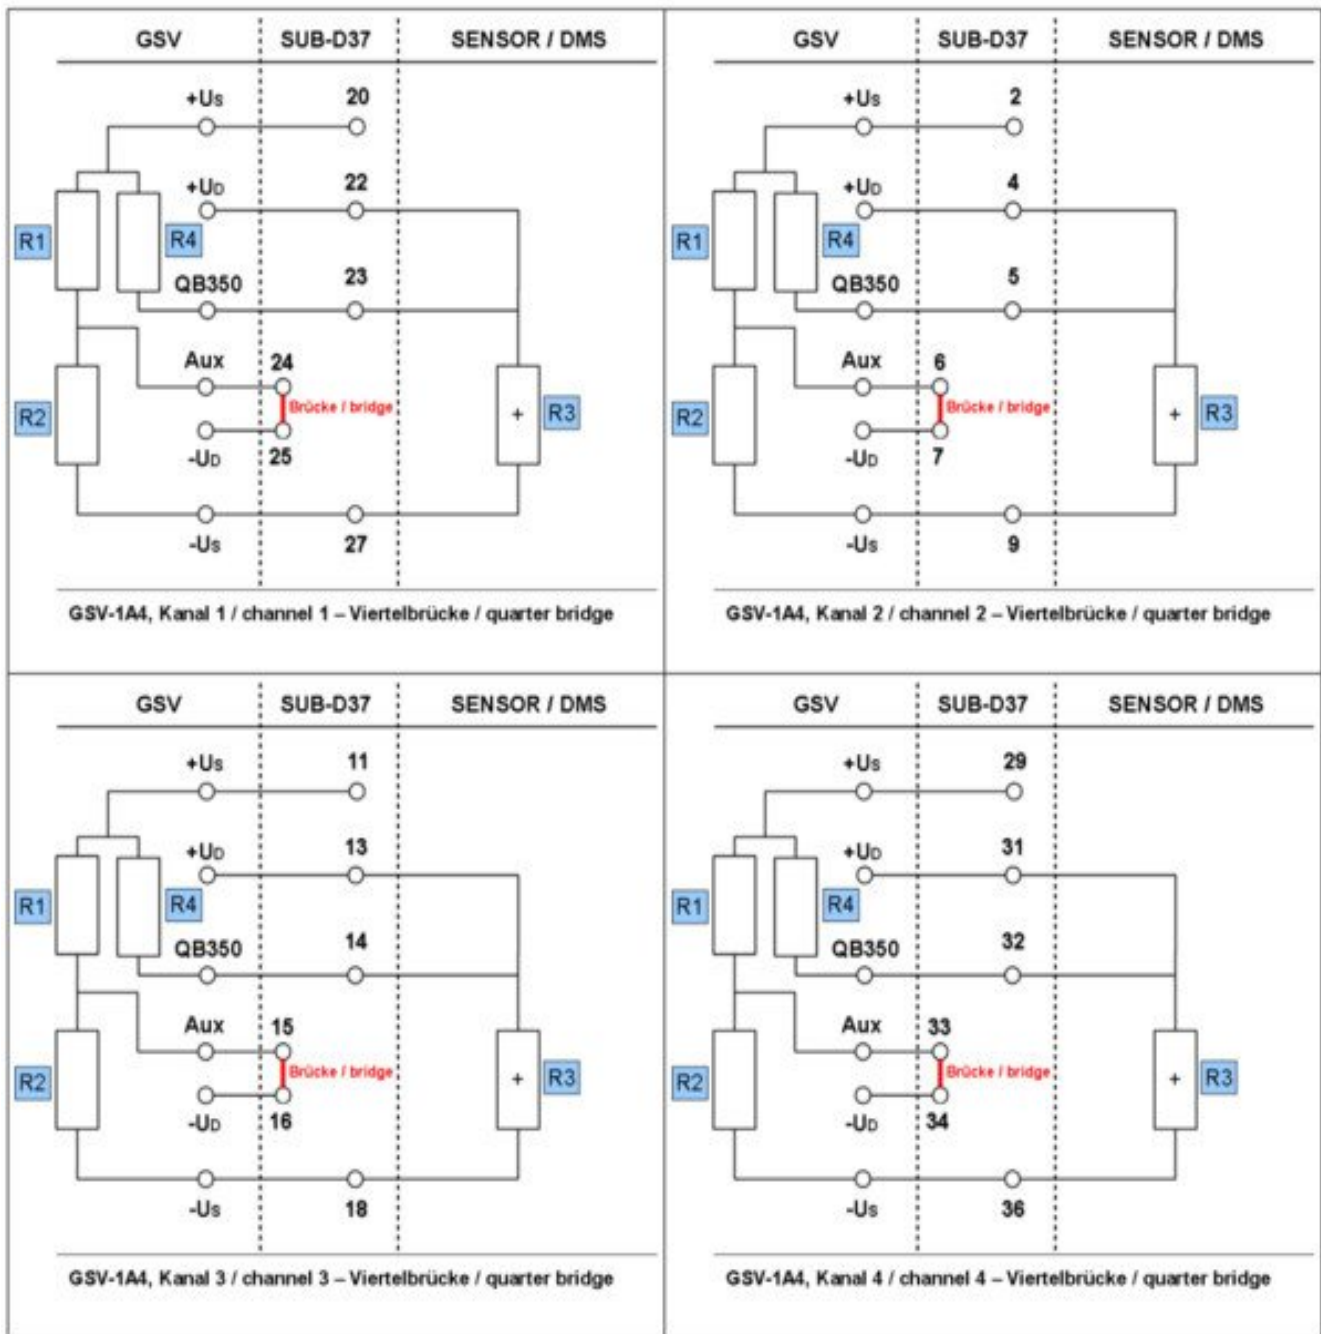 GSV SUB-D37 SENSOR / DMS
+Us 20
+UD 22
R1 R4
QB350 23
Aux 24
Brücke / bridge
R2 + R3
-UD 25
-Us 27
GSV-1A4, Kanal 1 / channel 1 – Viertelbrücke / quarter bridge
GSV SUB-D37 SENSOR / DMS
+Us 2
+UD 4
R1 R4
QB350 5
Aux 6
Brücke / bridge
R2 + R3
-UD 7
-Us 9
GSV-1A4, Kanal 2 / channel 2 – Viertelbrücke / quarter bridge
GSV SUB-D37 SENSOR / DMS
+Us 11
+UD 13
R1 R4
QB350 14
Aux 15
Brücke / bridge
R2 + R3
-UD 16
-Us 18
GSV-1A4, Kanal 3 / channel 3 – Viertelbrücke / quarter bridge
GSV SUB-D37 SENSOR / DMS
+Us 29
+UD 31
R1 R4
QB350 32
Aux 33
Brücke / bridge
R2 + R3
-UD 34
-Us 36
GSV-1A4, Kanal 4 / channel 4 – Viertelbrücke / quarter bridge